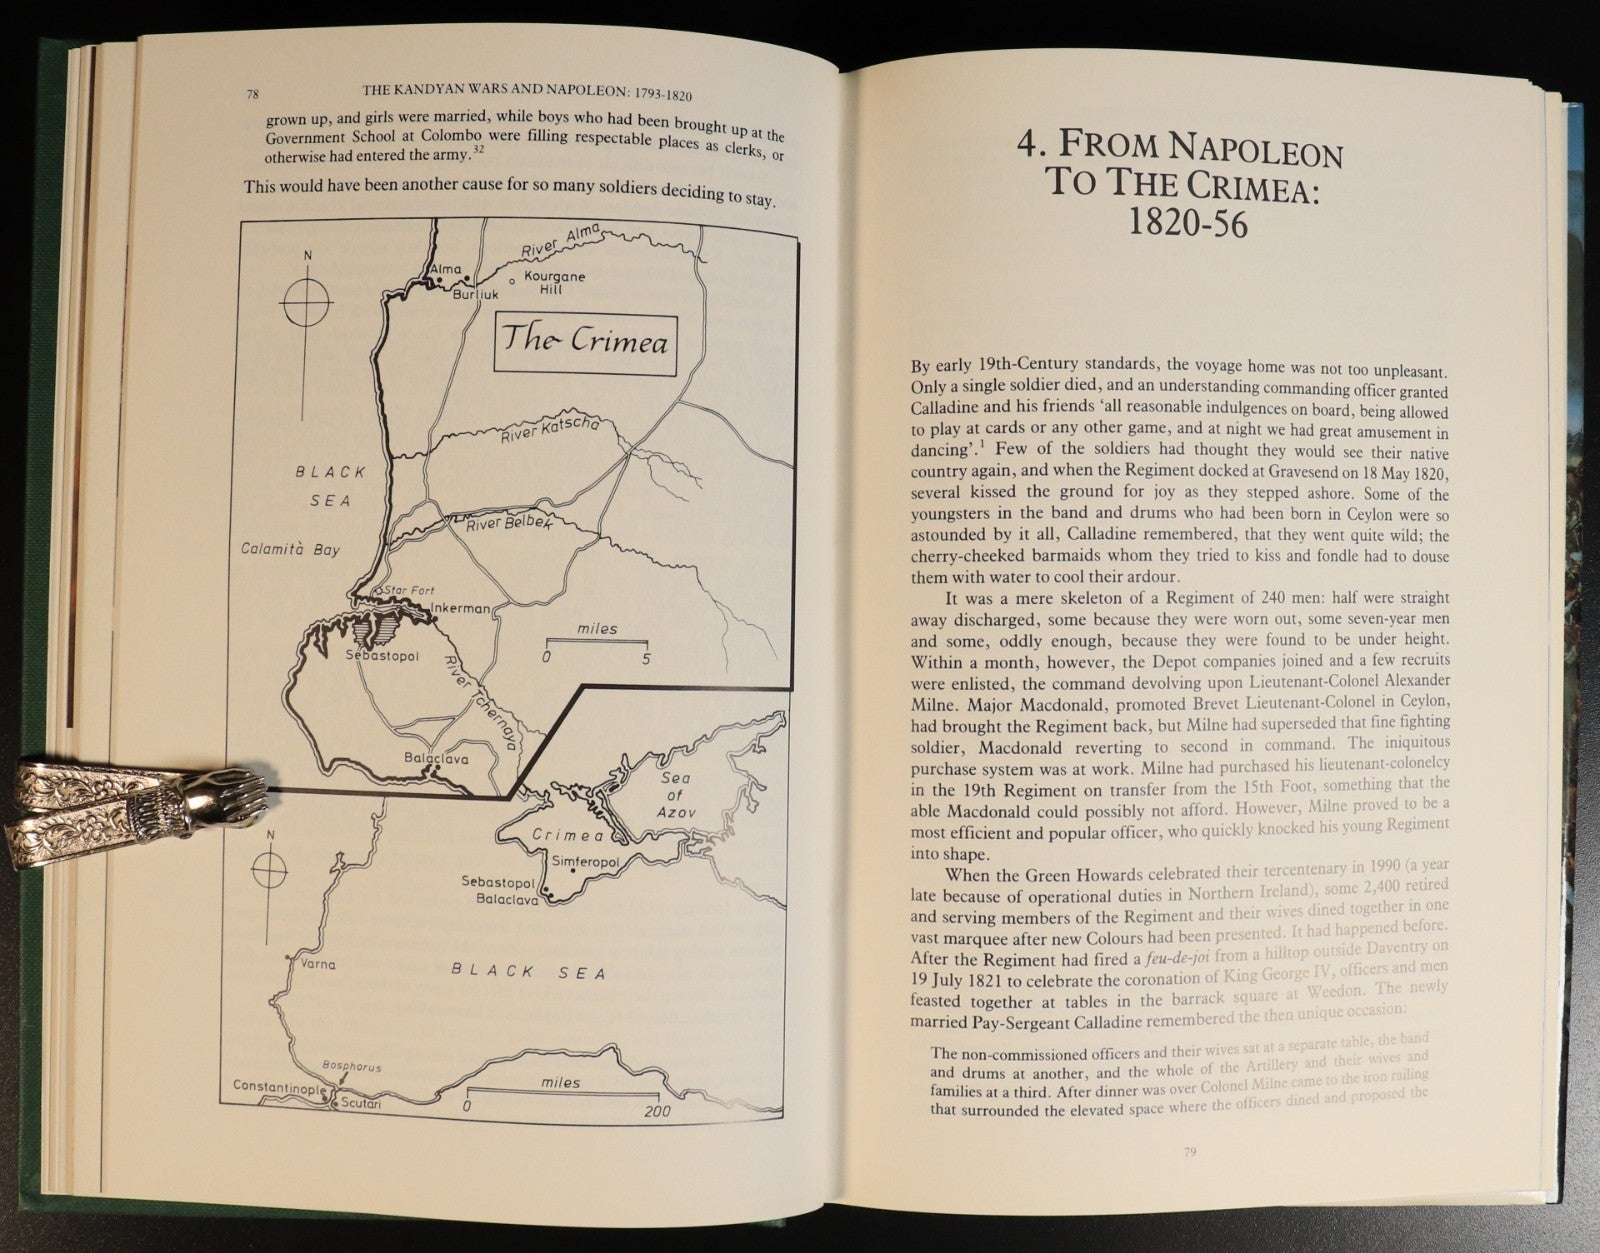 78
THE KANDYAN WARS AND NAPOLEON: 1793-1820
grown up, and girls were married, while boys who had been brought up at the
Government School at Colombo were filling respectable places as clerks, or
otherwise had entered the army.32
This would have been another cause for so many soldiers deciding to stay.
N
River Alma
Alma
Burliuk
Kourgane
Hill
The Crimea
River Katscha
BLACK
SEA
River Belbek
Calamità Bay
Star Fort
Inkerman
miles
0 5
Sebastopol
River Tchernaya
Balaclava
Sea
of
Azov
N
Crimea
Simferopol
Sebastopol
Balaclava
Varna
BLACK SEA
Bosphorus
Constantinople
Scutari
miles
0 200
4. FROM NAPOLEON
TO THE CRIMEA:
1820-56
By early 19th-Century standards, the voyage home was not too unpleasant.
Only a single soldier died, and an understanding commanding officer granted
Calladine and his friends ‘all reasonable indulgences on board, being allowed
to play at cards or any other game, and at night we had great amusement in
dancing’.1 Few of the soldiers had thought they would see their native
country again, and when the Regiment docked at Gravesend on 18 May 1820,
several kissed the ground for joy as they stepped ashore. Some of the
youngsters in the band and drums who had been born in Ceylon were so
astounded by it all, Calladine remembered, that they went quite wild; the
cherry-cheeked barmaids whom they tried to kiss and fondle had to douse
them with water to cool their ardour.
It was a mere skeleton of a Regiment of 240 men: half were straight
away discharged, some because they were worn out, some seven-year men
and some, oddly enough, because they were found to be under height.
Within a month, however, the Depot companies joined and a few recruits
were enlisted, the command devolving upon Lieutenant-Colonel Alexander
Milne. Major Macdonald, promoted Brevet Lieutenant-Colonel in Ceylon,
had brought the Regiment back, but Milne had superseded that fine fighting
soldier, Macdonald reverting to second in command. The iniquitous
purchase system was at work. Milne had purchased his lieutenant-colonelcy
in the 19th Regiment on transfer from the 15th Foot, something that the
able Macdonald could possibly not afford. However, Milne proved to be a
most efficient and popular officer, who quickly knocked his young Regiment
into shape.
When the Green Howards celebrated their tercentenary in 1990 (a year
late because of operational duties in Northern Ireland), some 2,400 retired
and serving members of the Regiment and their wives dined together in one
vast marquee after new Colours had been presented. It had happened before.
After the Regiment had fired a feu-de-joi from a hilltop outside Daventry on
19 July 1821 to celebrate the coronation of King George IV, officers and men
feasted together at tables in the barrack square at Weedon. The newly
married Pay-Sergeant Calladine remembered the then unique occasion:
The non-commissioned officers and their wives sat at a separate table, the band
and drums at another, and the whole of the Artillery and their wives and
families at a third. After dinner was over Colonel Milne came to the iron railing
that surrounded the elevated space where the officers dined and proposed the
79